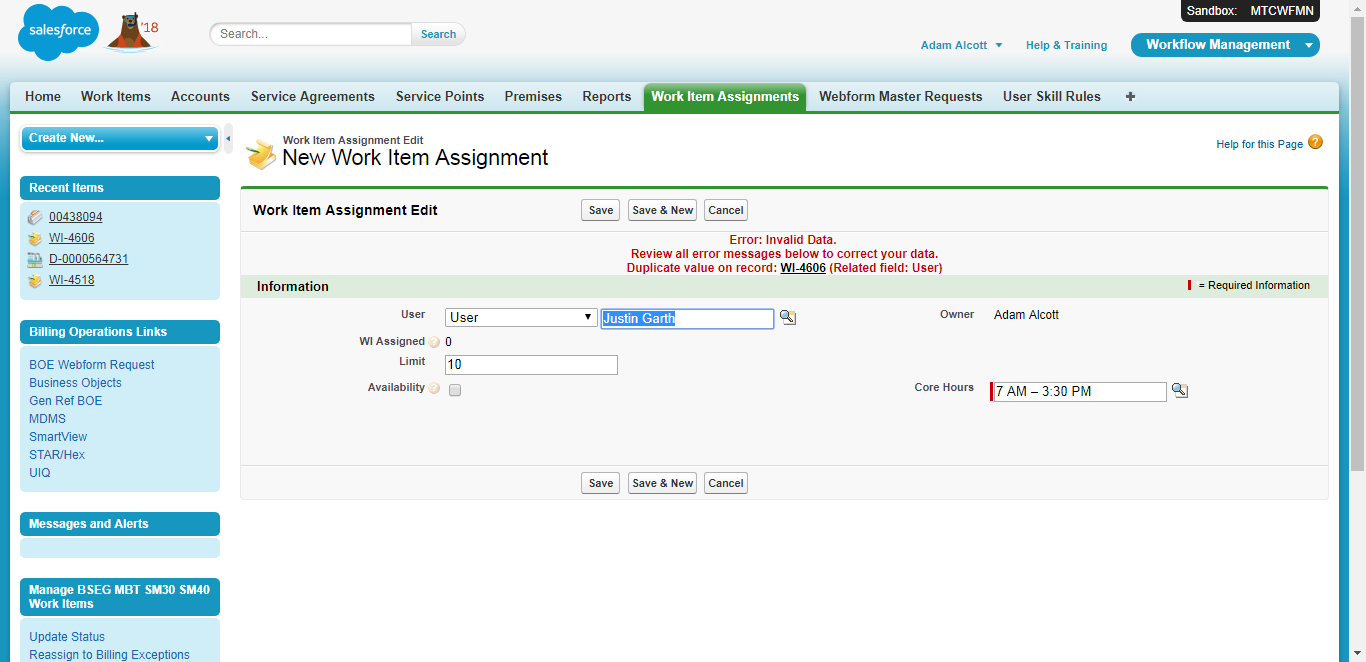 Sandbox: MTCWFMN
salesforce
'18
Search...
Search
Adam Alcott
Help & Training
Workflow Management
Home
Work Items
Accounts
Service Agreements
Service Points
Premises
Reports
Work Item Assignments
Webform Master Requests
User Skill Rules
+
Create New...
Work Item Assignment Edit
New Work Item Assignment
Help for this Page ?
Recent Items
00438094
WI-4606
D-0000564731
WI-4518
Billing Operations Links
BOE Webform Request
Business Objects
Gen Ref BOE
MDMS
SmartView
STAR/Hex
UIQ
Messages and Alerts
Manage BSEG MBT SM30 SM40
Work Items
Update Status
Reassign to Billing Exceptions
Work Item Assignment Edit
Save
Save & New
Cancel
Error: Invalid Data.
Review all error messages below to correct your data.
Duplicate value on record: WI-4606 (Related field: User)
Information
= Required Information
User
User
Justin Garth
Owner
Adam Alcott
WI Assigned ? 0
Limit
10
Availability ?
Core Hours
7 AM – 3:30 PM
Save
Save & New
Cancel